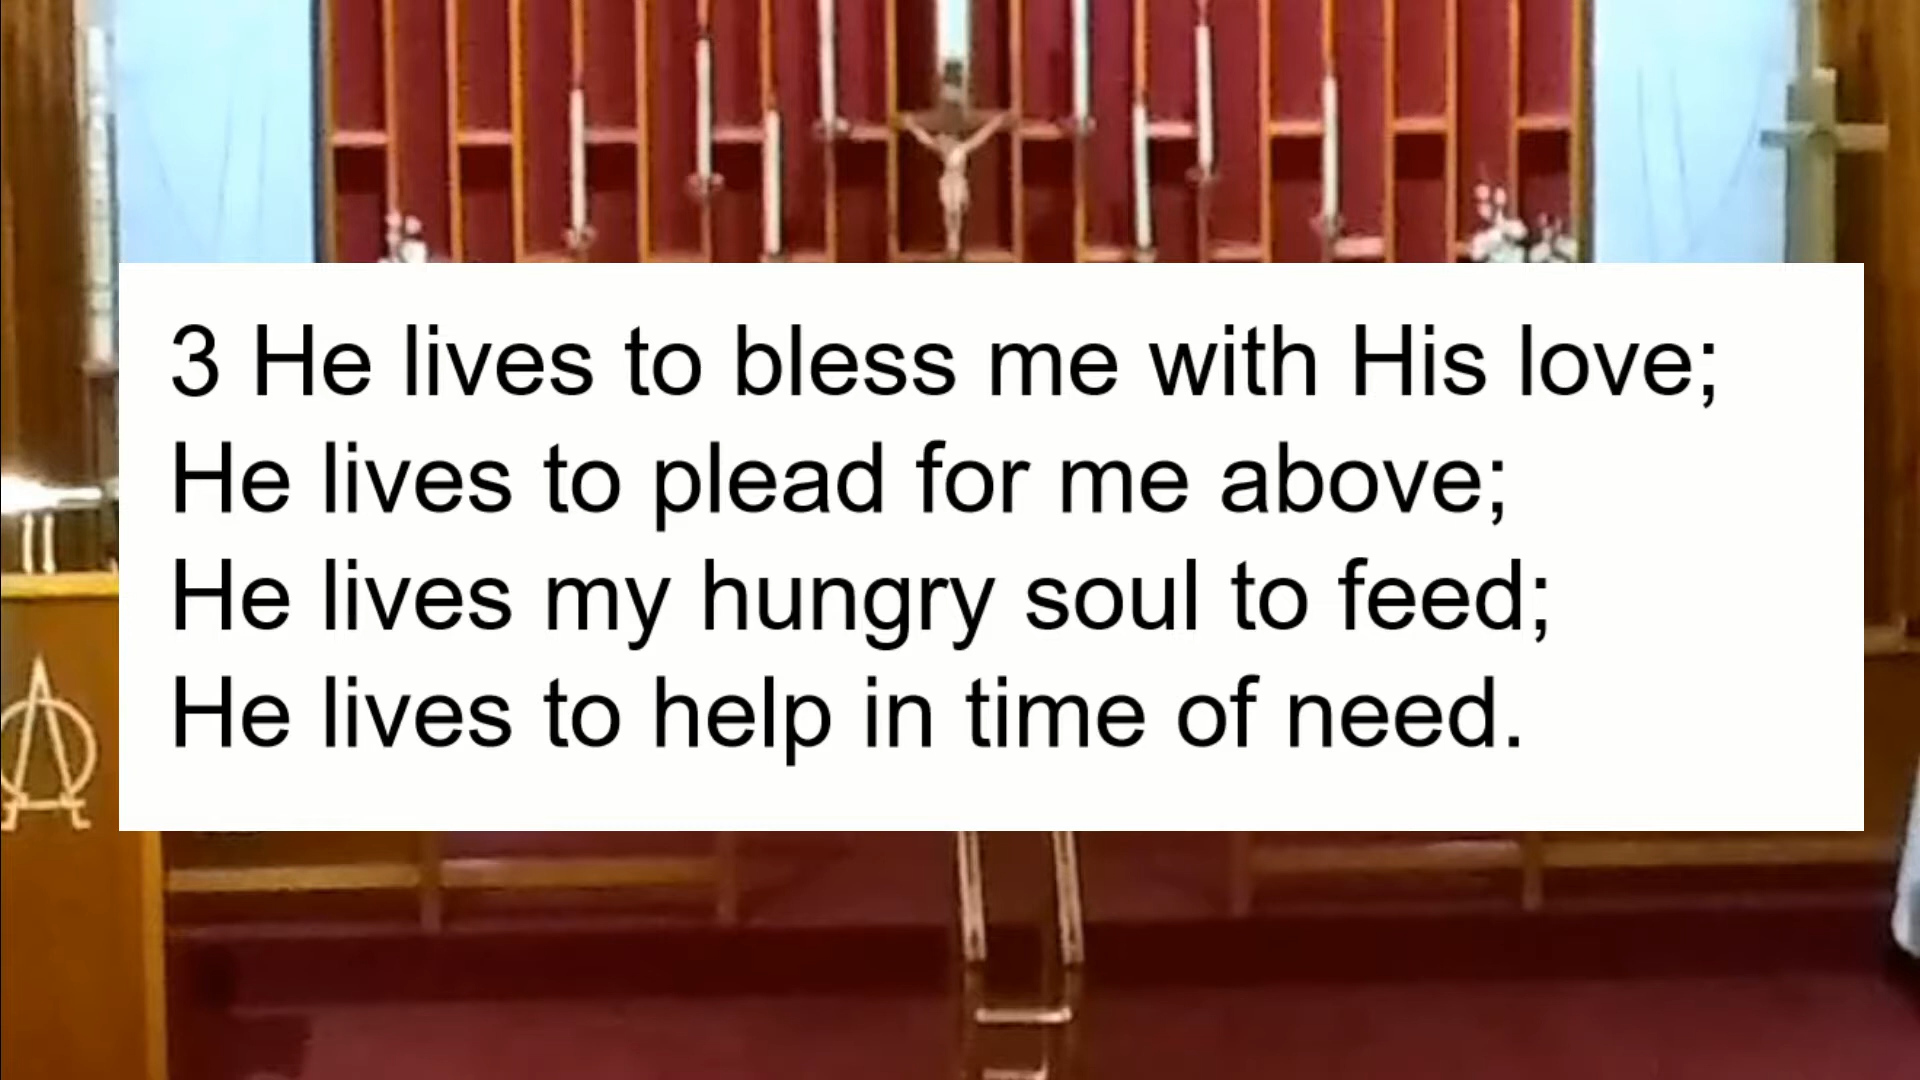 3 He lives to bless me with His love;
He lives to plead for me above;
He lives my hungry soul to feed;
He lives to help in time of need.